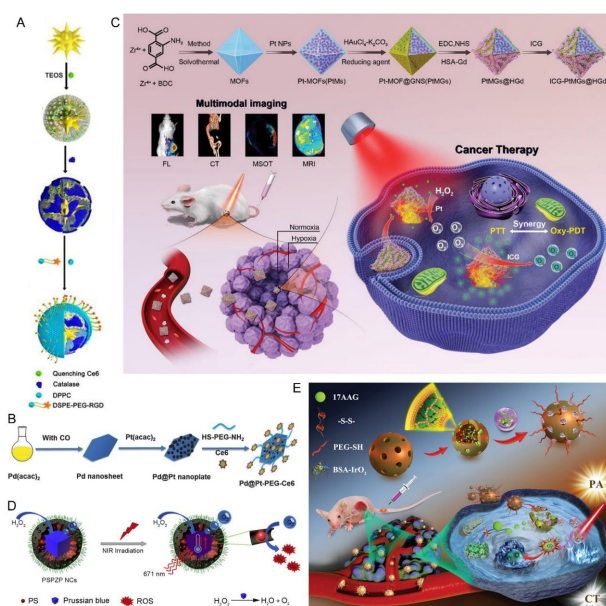 A
TEOS
Quenching Ce6
Catalase
DPPC
DSPE-PEG-RGD
B
With CO
Pt(acac)₂
HS-PEG-NH₂
Ce6
Pd(acac)₂
Pd nanosheet
Pd@Pt nanoplate
Pd@Pt-PEG-Ce6
C
NH₂
Zr⁴⁺ +
Zr⁴⁺ + BDC
Method
Solvothermal
MOFs
Pt NPs
Pt-MOFs(PtMs)
HAuCl₄-K₂CO₃
Reducing agent
Pt-MOF@GNS(PtMGs)
EDC,NHS
HSA-Gd
PtMGs@HGd
ICG
ICG-PtMGs@HGd
Multimodal imaging
FL
CT
MSOT
MRI
Normoxia
Hypoxia
Cancer Therapy
H₂O₂
Pt
O₂
Synergy
PTT
Oxy-PDT
ICG
D
H₂O₂
PSPZP NCs
NIR Irradiation
H₂O₂
671 nm
ROS
PS
Prussian blue
ROS
H₂O₂
H₂O + O₂
E
17AAG
-S-S-
PEG-SH
BSA-IrO₂
PA
CT